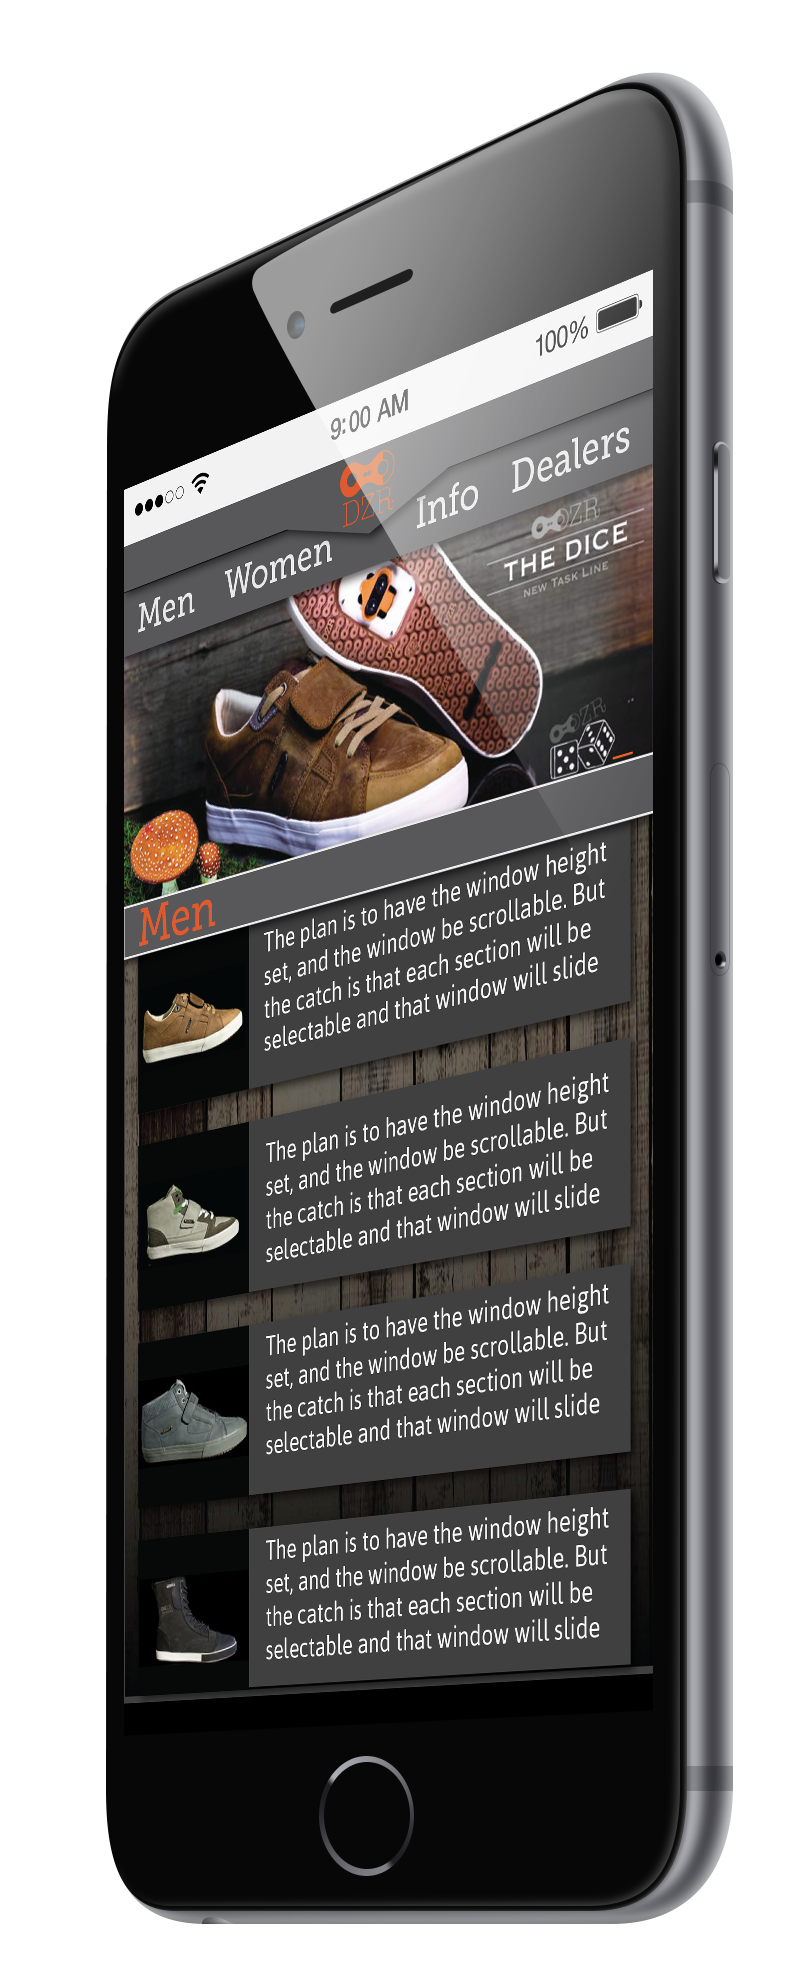 9:00 AM
100%
DZR
Men Women Info Dealers
DZR
THE DICE
NEW TASK LINE
DZR
Men
The plan is to have the window height
set, and the window be scrollable. But
the catch is that each section will be
selectable and that window will slide
The plan is to have the window height
set, and the window be scrollable. But
the catch is that each section will be
selectable and that window will slide
The plan is to have the window height
set, and the window be scrollable. But
the catch is that each section will be
selectable and that window will slide
The plan is to have the window height
set, and the window be scrollable. But
the catch is that each section will be
selectable and that window will slide